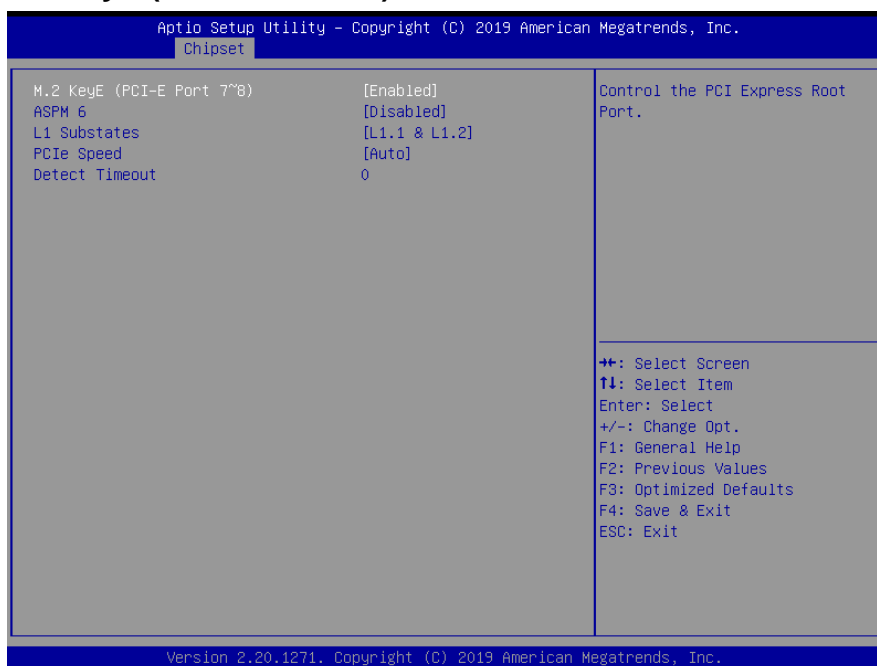 Aptio Setup Utility – Copyright (C) 2019 American Megatrends, Inc.
Chipset
M.2 KeyE (PCI-E Port 7~8) [Enabled]
ASPM 6 [Disabled]
L1 Substates [L1.1 & L1.2]
PCIe Speed [Auto]
Detect Timeout 0
Control the PCI Express Root
Port.
→←: Select Screen
↑↓: Select Item
Enter: Select
+/-: Change Opt.
F1: General Help
F2: Previous Values
F3: Optimized Defaults
F4: Save & Exit
ESC: Exit
Version 2.20.1271. Copyright (C) 2019 American Megatrends, Inc.